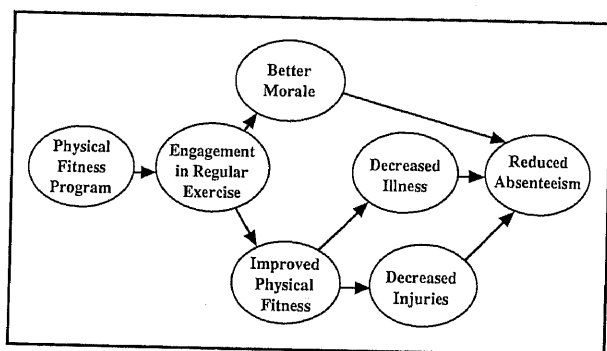 Physical
Fitness
Program
Engagement
in Regular
Exercise
Better
Morale
Improved
Physical
Fitness
Decreased
Illness
Decreased
Injuries
Reduced
Absenteeism